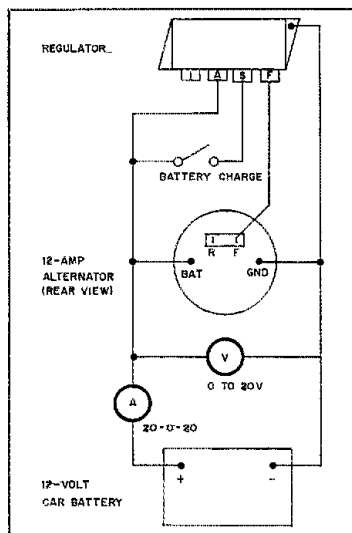 REGULATOR
I A S F
BATTERY CHARGE
R F
12-AMP
ALTERNATOR
(REAR VIEW)
BAT GND
V
0 TO 20V
A
20-0-20
12-VOLT
CAR BATTERY
+ -